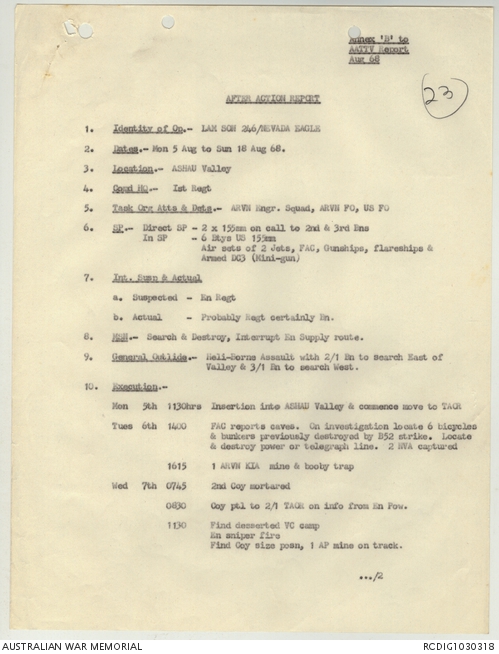 Annex 'B' to
AATTV Report
Aug 68
23
AFTER ACTION REPORT
1. Identity of Op.- LAM SON 246/NEVADA EAGLE
2. Dates.- Mon 5 Aug to Sun 18 Aug 68.
3. Location.- ASHAU Valley
4. Comd HQ.- 1st Regt
5. Task Org Atts & Dets.- ARVN Engr. Squad, ARVN FO, US FO
6. SP.- Direct SP - 2 x 155mm on call to 2nd & 3rd Bns
In SP - 6 Btys US 155mm
Air sets of 2 Jets, FAC, Gunships, flareships &
Armed DC3 (Mini-gun)
7. Int. Susp & Actual
a. Suspected - En Regt
b. Actual - Probably Regt certainly Bn.
8. MSN.- Search & Destroy, Interrupt En Supply route.
9. General Outline.- Heli-Borne Assault with 2/1 Bn to search East of
Valley & 3/1 Bn to search West.
10. Execution.-
Mon 5th 1130hrs Insertion into ASHAU Valley & commence move to TAOR
Tues 6th 1400 FAC reports caves. On investigation locate 6 bicycles
& bunkers previously destroyed by B52 strike. Locate
& destroy power or telegraph line. 2 NVA captured
1615 1 ARVN KIA mine & booby trap
Wed 7th 0745 2nd Coy mortared
0830 Coy ptl to 2/1 TAOR on info from En Pow.
1130 Find desserted VC camp
En sniper fire
Find Coy size posn, 1 AP mine on track.
.../2
AUSTRALIAN WAR MEMORIAL
RCDIG1030318